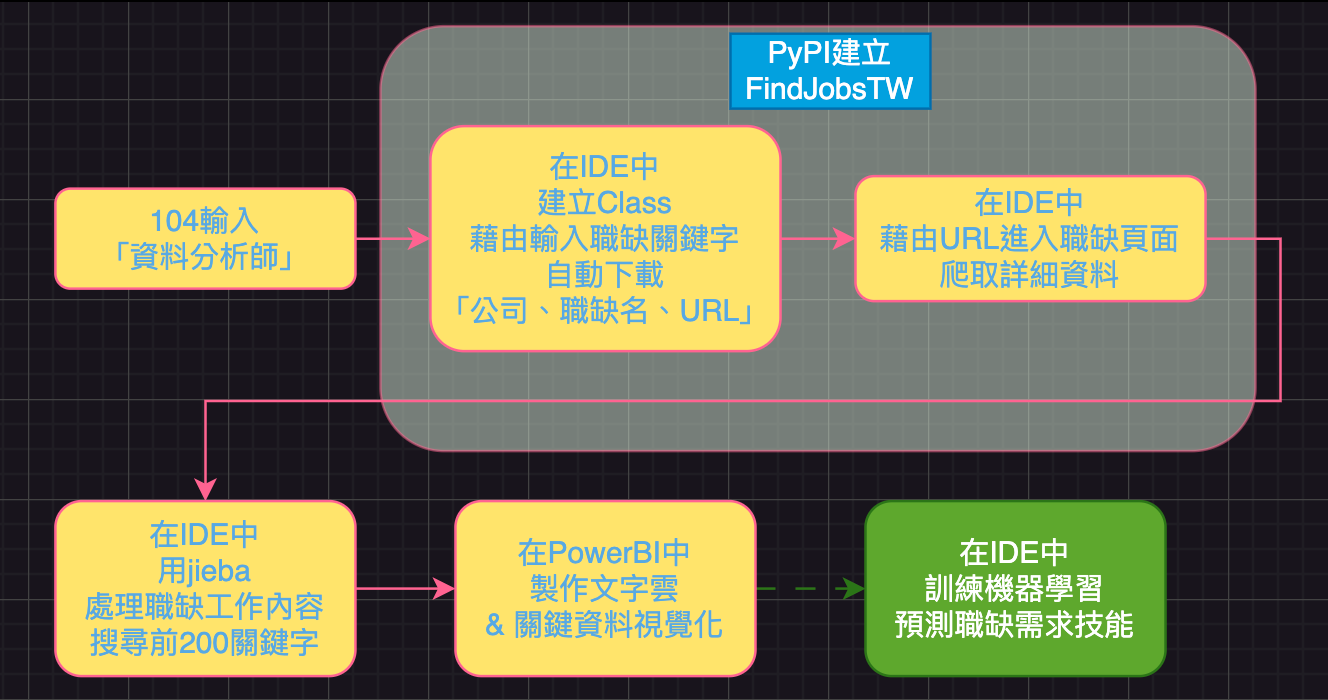 PyPI建立
FindJobsTW
104輸入
「資料分析師」
在IDE中
建立Class
藉由輸入職缺關鍵字
自動下載
「公司、職缺名、URL」
在IDE中
藉由URL進入職缺頁面
爬取詳細資料
在IDE中
用jieba
處理職缺工作內容
搜尋前200關鍵字
在PowerBI中
製作文字雲
& 關鍵資料視覺化
在IDE中
訓練機器學習
預測職缺需求技能